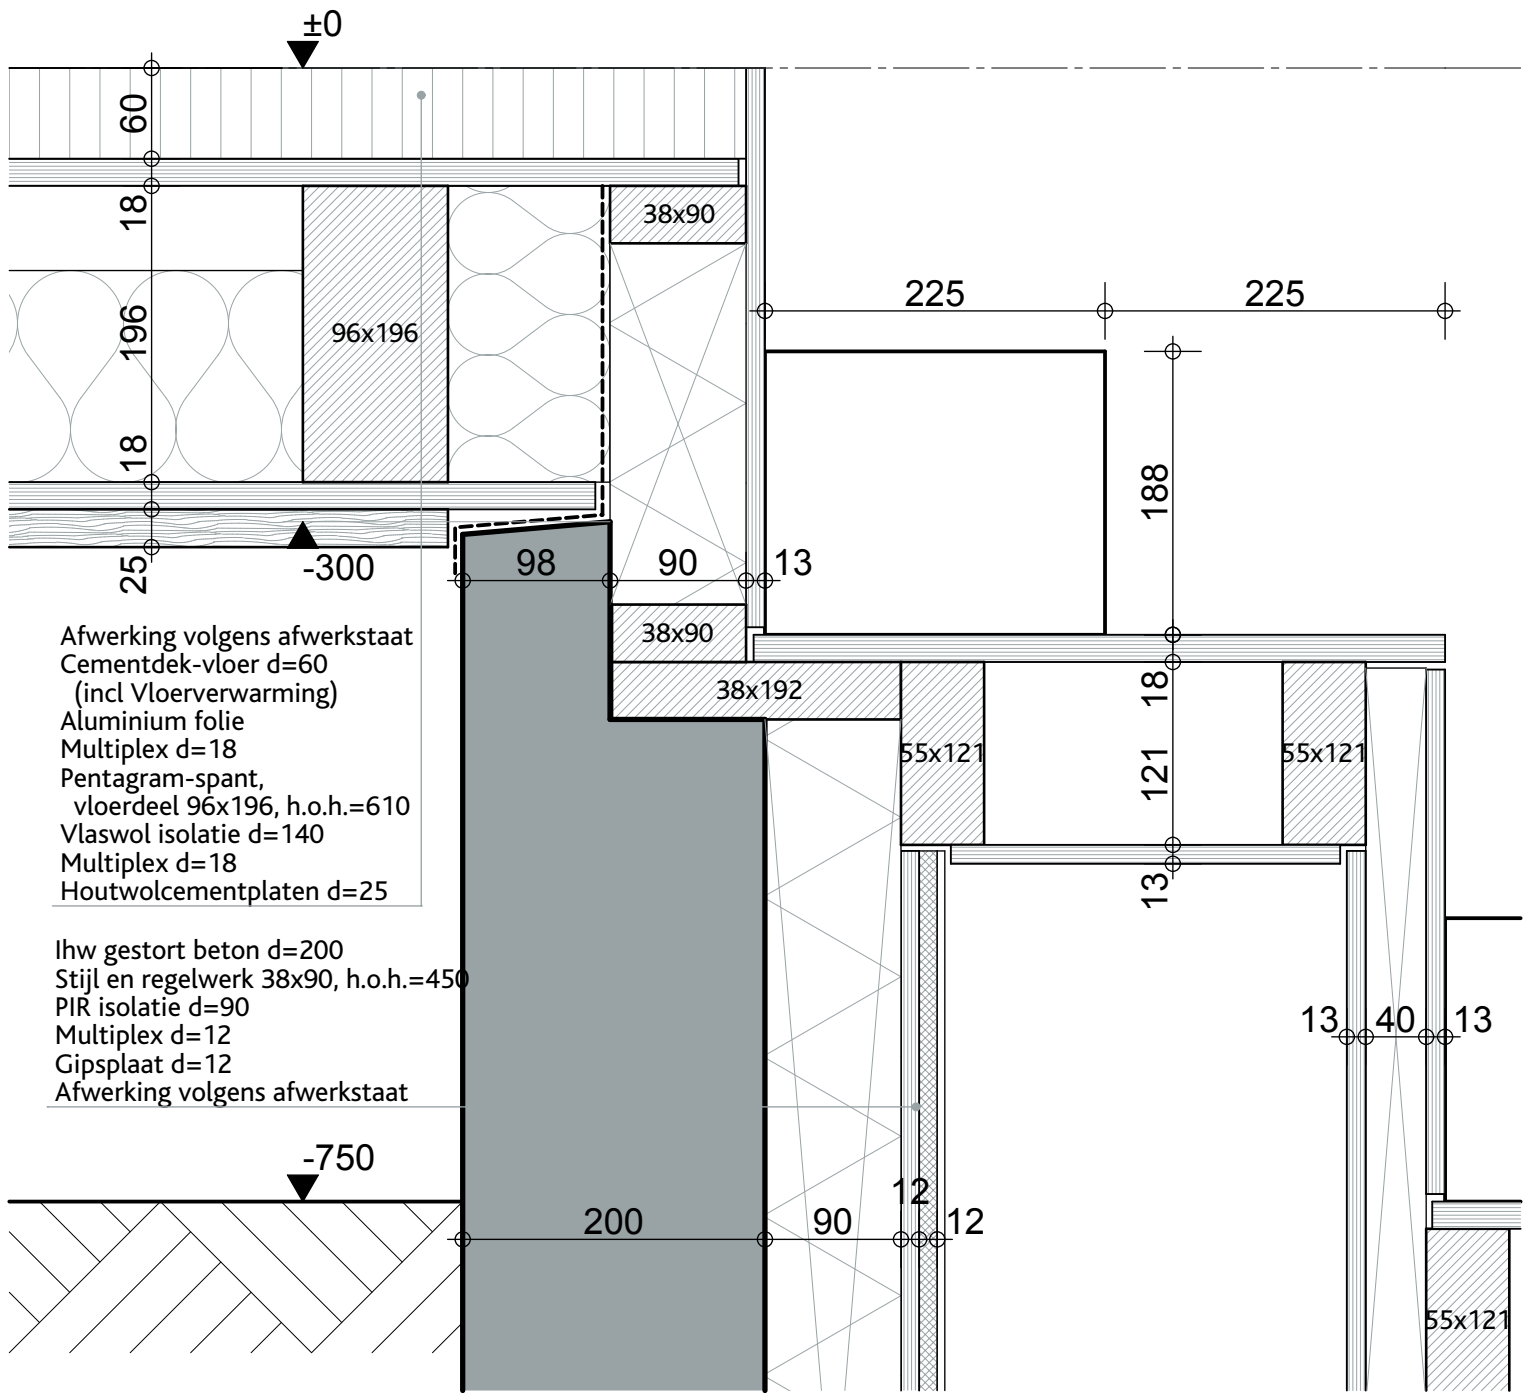 ±0
60
18
38x90
196
96x196
225
225
18
188
-300
25
98
90
13
Afwerking volgens afwerkstaat
Cementdek-vloer d=60
(incl Vloerverwarming)
Aluminium folie
Multiplex d=18
Pentagram-spant,
vloerdeel 96x196, h.o.h.=610
Vlaswol isolatie d=140
Multiplex d=18
Houtwolcementplaten d=25
38x90
38x192
18
55x121
121
55x121
13
Ihw gestort beton d=200
Stijl en regelwerk 38x90, h.o.h.=450
PIR isolatie d=90
Multiplex d=12
Gipsplaat d=12
Afwerking volgens afwerkstaat
13
40
13
-750
200
90
12
12
55x121